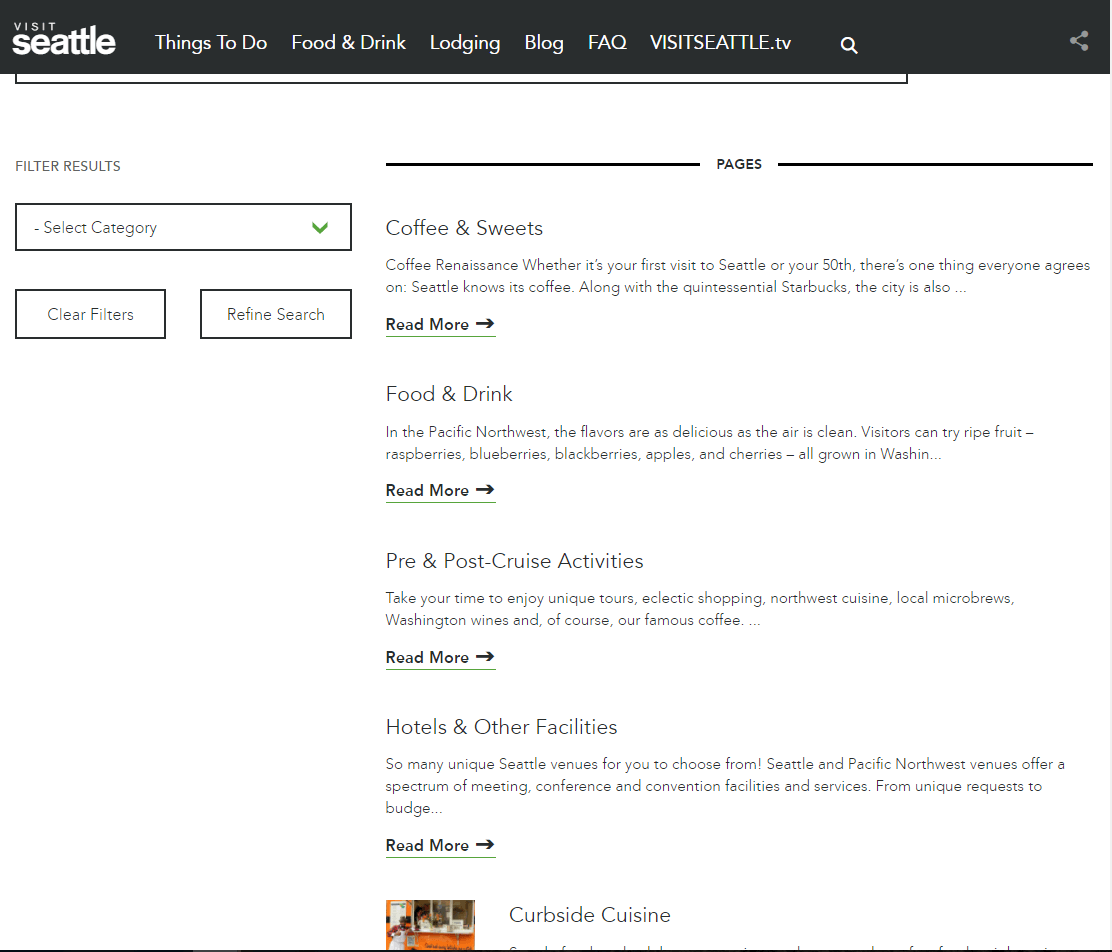 VISIT
seattle
Things To Do Food & Drink Lodging Blog FAQ VISITSEATTLE.tv
FILTER RESULTS
- Select Category
Clear Filters
Refine Search
PAGES
Coffee & Sweets
Coffee Renaissance Whether it’s your first visit to Seattle or your 50th, there’s one thing everyone agrees
on: Seattle knows its coffee. Along with the quintessential Starbucks, the city is also ...
Read More
Food & Drink
In the Pacific Northwest, the flavors are as delicious as the air is clean. Visitors can try ripe fruit –
raspberries, blueberries, blackberries, apples, and cherries – all grown in Washin...
Read More
Pre & Post-Cruise Activities
Take your time to enjoy unique tours, eclectic shopping, northwest cuisine, local microbrews,
Washington wines and, of course, our famous coffee. ...
Read More
Hotels & Other Facilities
So many unique Seattle venues for you to choose from! Seattle and Pacific Northwest venues offer a
spectrum of meeting, conference and convention facilities and services. From unique requests to
budge...
Read More
Curbside Cuisine